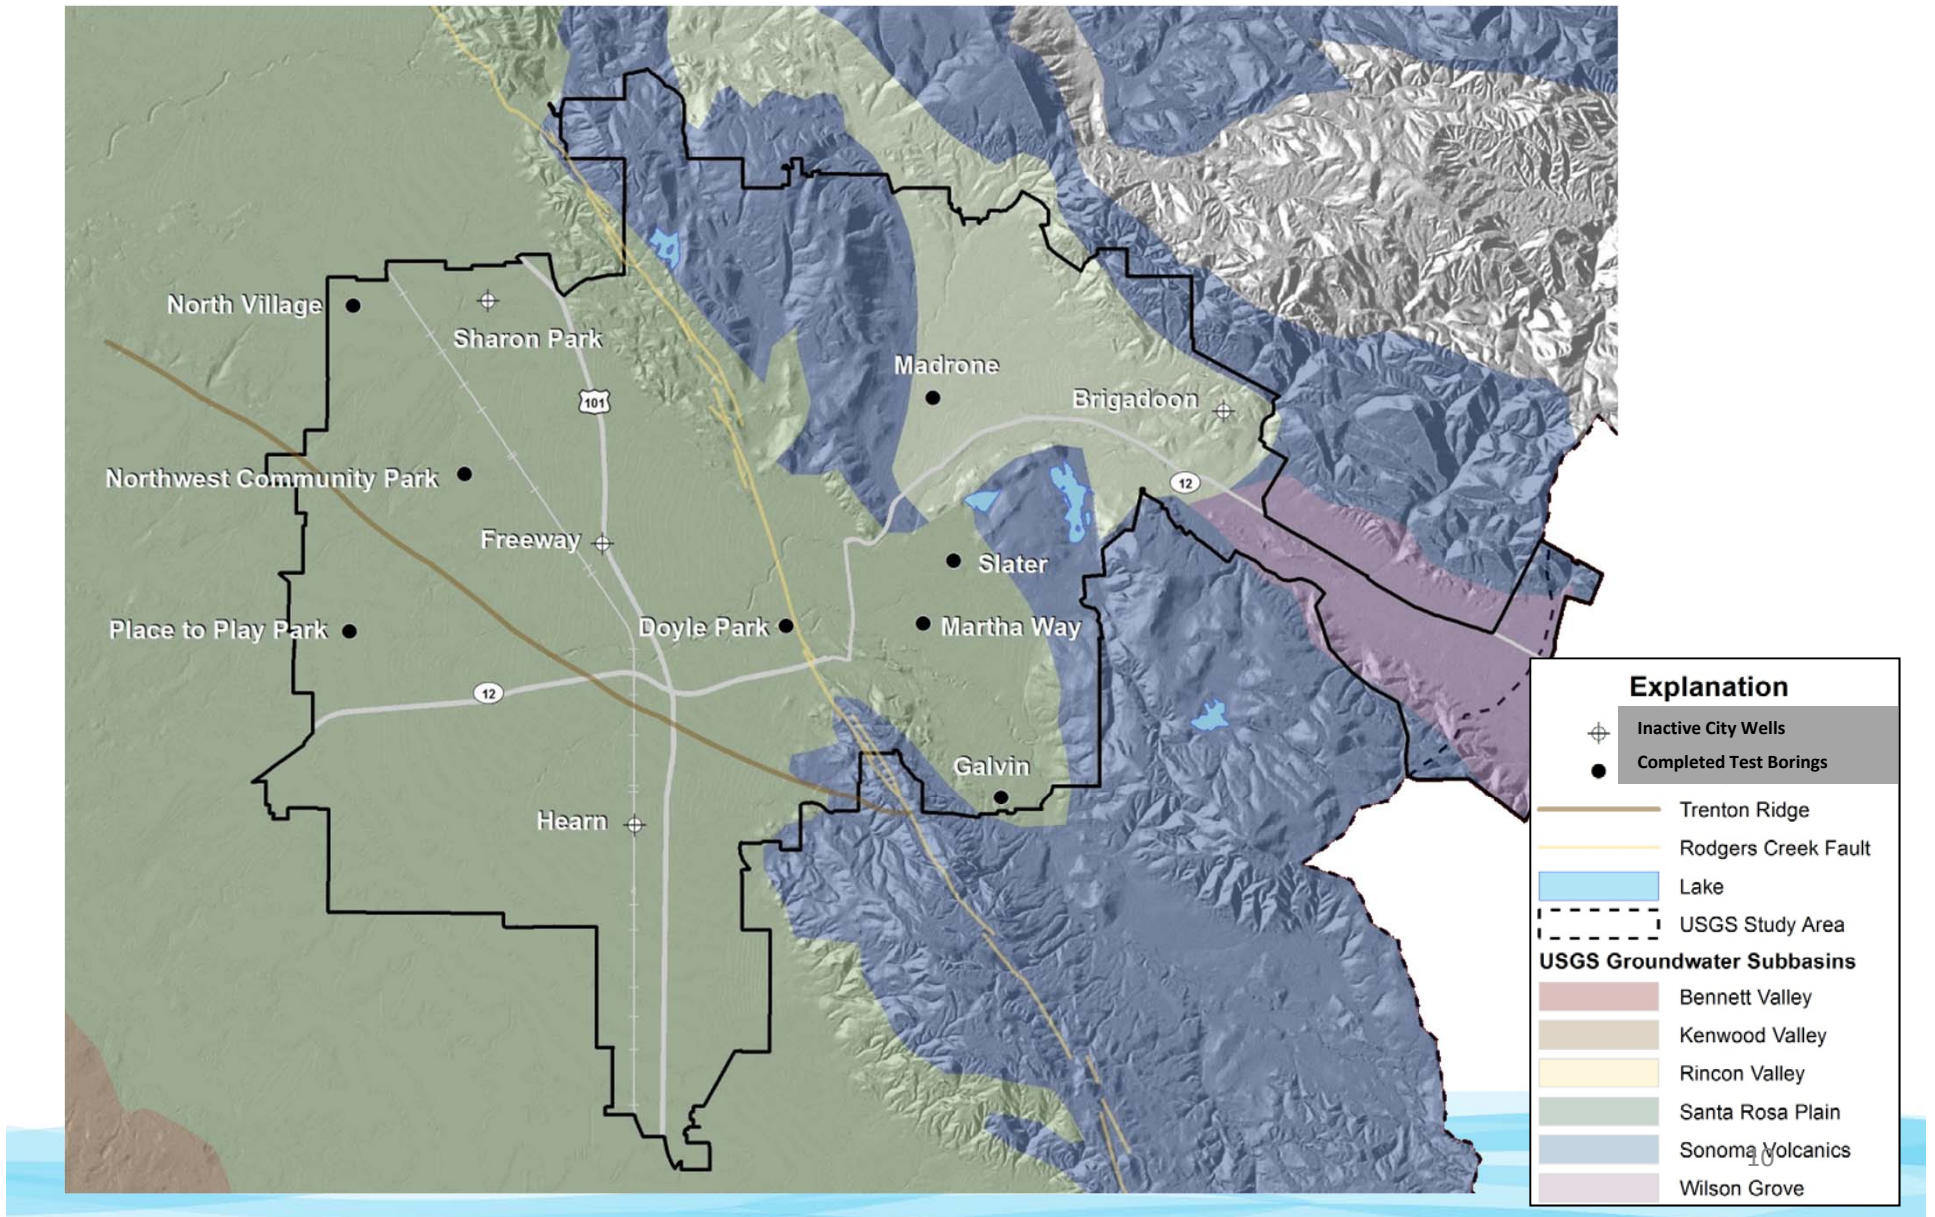 North Village
Sharon Park
101
Madrone
Brigadoon
Northwest Community Park
12
Freeway
Slater
Place to Play Park
Doyle Park
Martha Way
12
Galvin
Hearn
Explanation
Inactive City Wells
Completed Test Borings
Trenton Ridge
Rodgers Creek Fault
Lake
USGS Study Area
USGS Groundwater Subbasins
Bennett Valley
Kenwood Valley
Rincon Valley
Santa Rosa Plain
Sonoma Volcanics
10
Wilson Grove